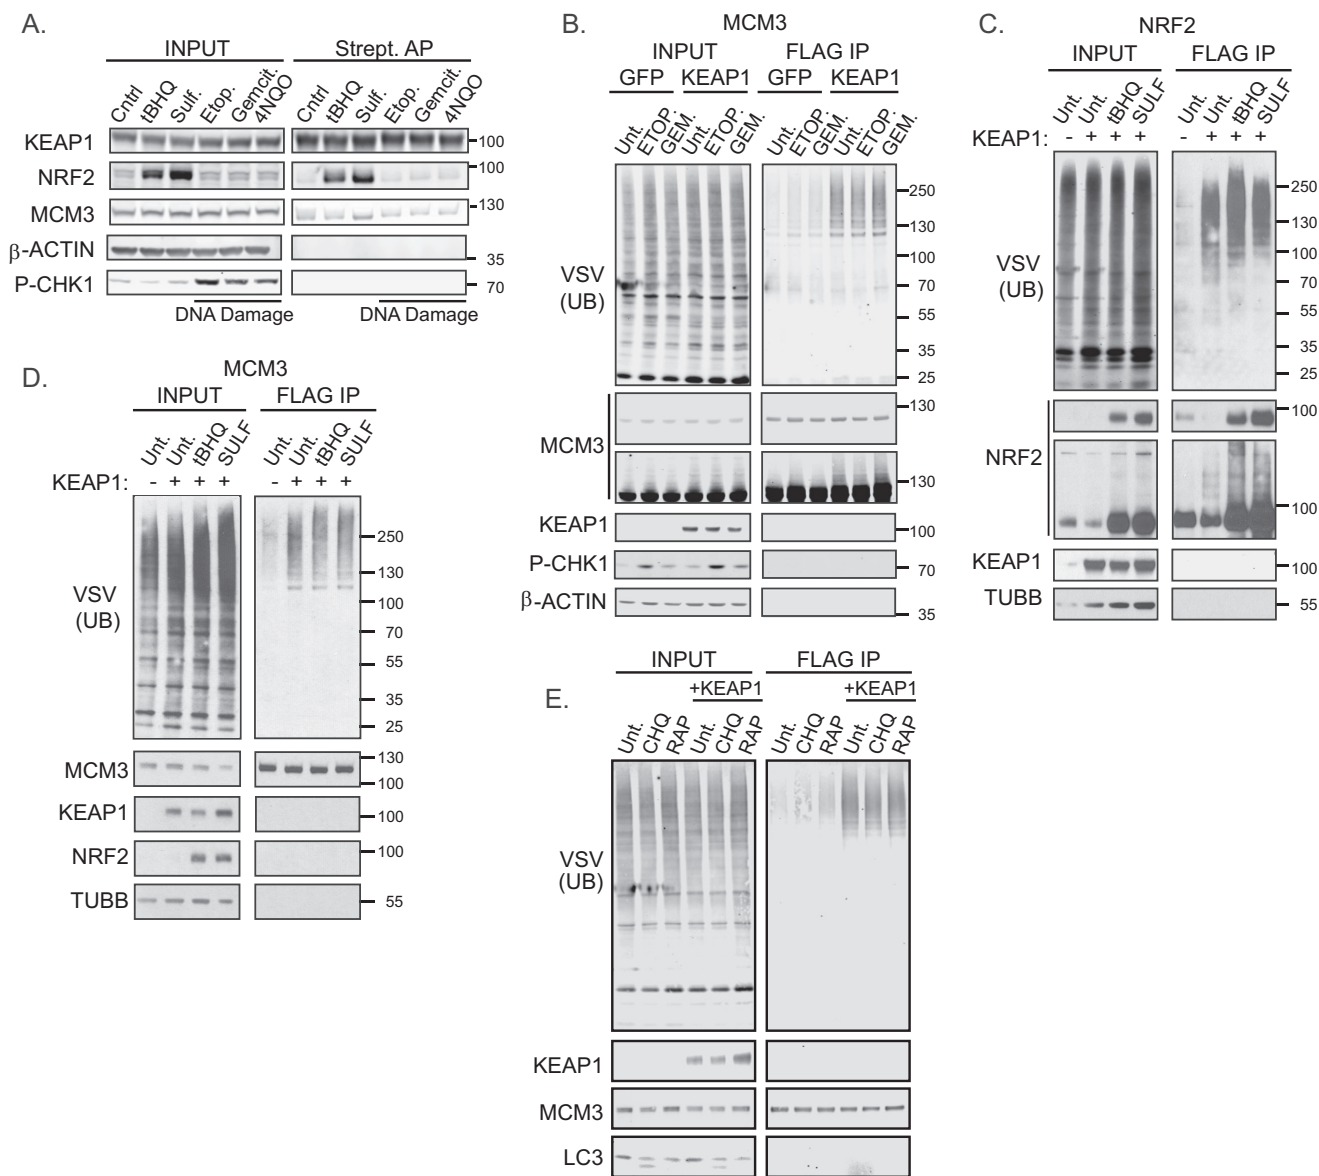 A.
INPUT
Strept. AP
Cntrl
tBHQ
Sulf.
Etop.
Gemcit.
4NQO
Cntrl
tBHQ
Sulf.
Etop.
Gemcit.
4NQO
KEAP1
100
NRF2
100
MCM3
130
β-ACTIN
35
P-CHK1
70
DNA Damage
DNA Damage
B.
MCM3
INPUT
FLAG IP
GFP KEAP1
GFP KEAP1
Unt.
ETOP.
GEM.
Unt.
ETOP.
GEM.
Unt.
ETOP.
GEM.
Unt.
ETOP.
GEM.
VSV
(UB)
250
130
100
70
55
35
25
MCM3
130
130
KEAP1
100
P-CHK1
70
β-ACTIN
35
C.
NRF2
INPUT
FLAG IP
Unt.
Unt.
tBHQ
SULF
Unt.
Unt.
tBHQ
SULF
KEAP1: - + + + - + + +
VSV
(UB)
250
130
100
70
55
35
25
NRF2
100
100
KEAP1
100
TUBB
55
D.
MCM3
INPUT
FLAG IP
Unt.
Unt.
tBHQ
SULF
Unt.
Unt.
tBHQ
SULF
KEAP1: - + + + - + + +
VSV
(UB)
250
130
100
70
55
35
25
MCM3
130
100
KEAP1
100
NRF2
100
TUBB
55
E.
INPUT
FLAG IP
+KEAP1
+KEAP1
Unt.
CHQ
RAP
Unt.
CHQ
RAP
Unt.
CHQ
RAP
Unt.
CHQ
RAP
VSV
(UB)
KEAP1
MCM3
LC3